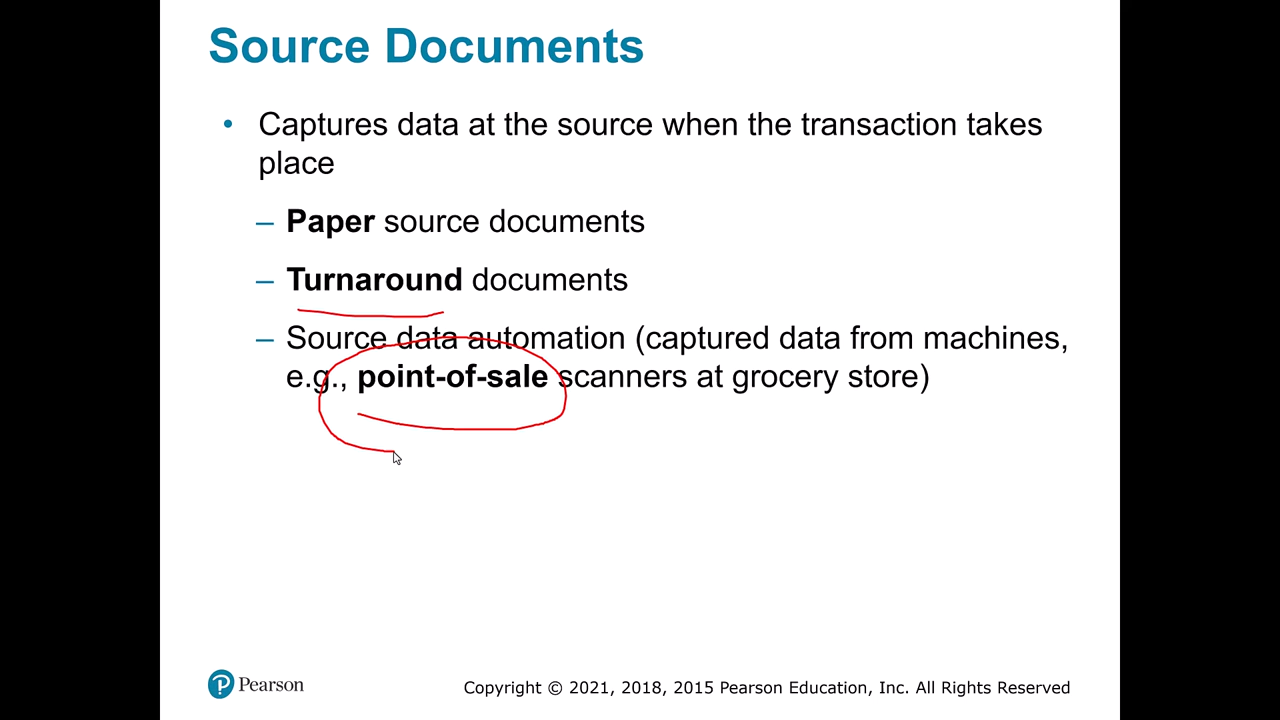 Source Documents
• Captures data at the source when the transaction takes
place
– Paper source documents
– Turnaround documents
– Source data automation (captured data from machines,
e.g., point-of-sale scanners at grocery store)
Pearson
Copyright © 2021, 2018, 2015 Pearson Education, Inc. All Rights Reserved